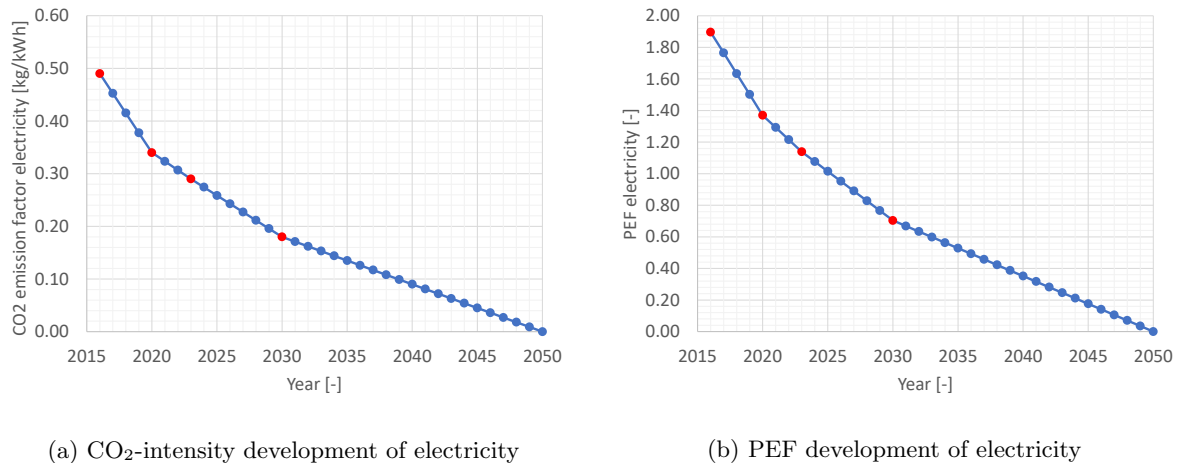 0.60
0.50
0.40
0.30
0.20
0.10
0.00
CO2 emission factor electricity [kg/kWh]
2015 2020 2025 2030 2035 2040 2045 2050
Year [-]
(a) CO₂-intensity development of electricity
2.00
1.80
1.60
1.40
1.20
1.00
0.80
0.60
0.40
0.20
0.00
PEF electricity [-]
2015 2020 2025 2030 2035 2040 2045 2050
Year [-]
(b) PEF development of electricity